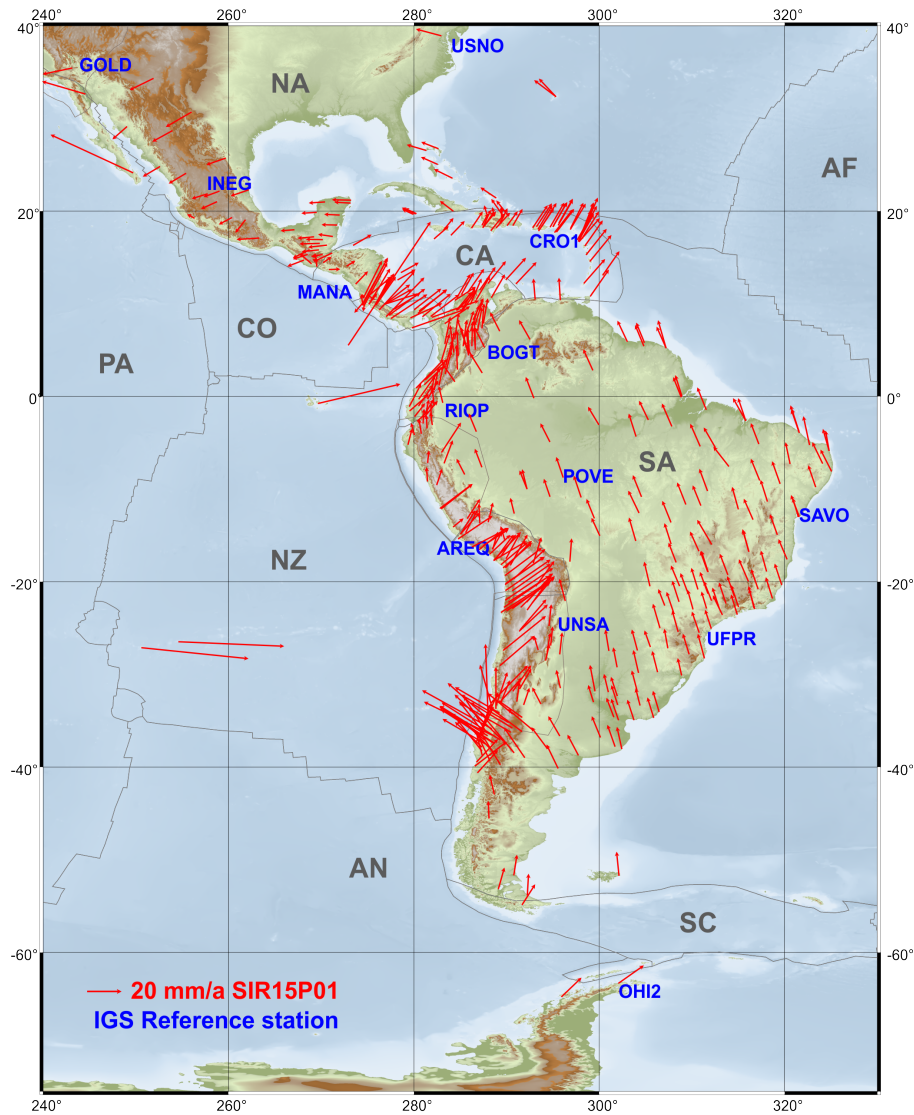 240° 260° 280° 300° 320°
40° 40°
USNO
GOLD
NA
AF
INEG
20° 20°
CRO1
CA
MANA
CO
BOGT
PA
0° 0°
RIOP
SA
POVE
SAVO
AREQ
NZ
-20° -20°
UNSA
UFPR
-40° -40°
AN
SC
-60° -60°
20 mm/a SIR15P01
OHI2
IGS Reference station
240° 260° 280° 300° 320°